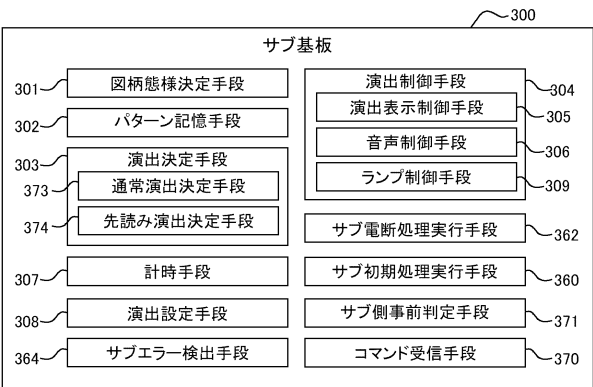 300
サブ基板
301 図柄態様決定手段
302 パターン記憶手段
303 演出決定手段
373 通常演出決定手段
374 先読み演出決定手段
307 計時手段
308 演出設定手段
364 サブエラー検出手段
演出制御手段 304
演出表示制御手段 305
音声制御手段 306
ランプ制御手段 309
サブ電断処理実行手段 362
サブ初期処理実行手段 360
サブ側事前判定手段 371
コマンド受信手段 370